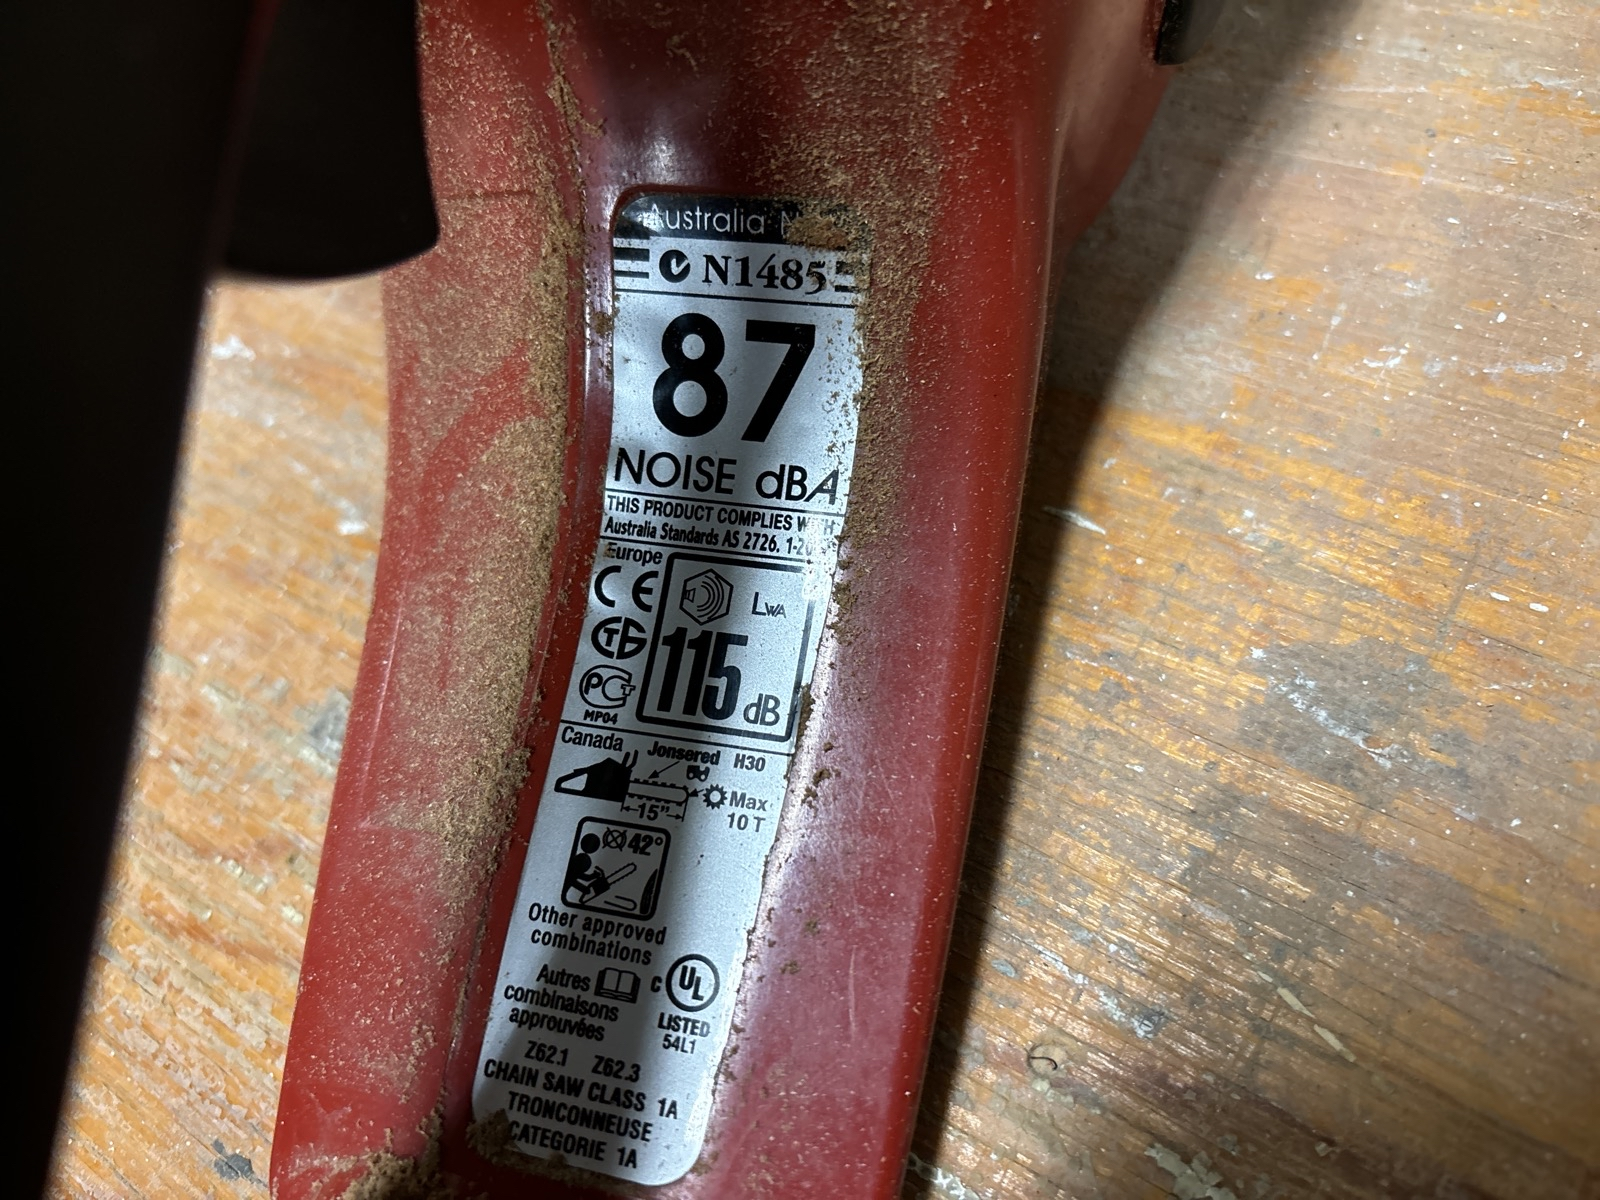 Australia
N1485
87
NOISE dBA
THIS PRODUCT COMPLIES WITH
Australia Standards AS 2726. 1-
Europe
CE
LWA
115 dB
PCT
MP04
Canada
Jonsered H30
15"
Max
10 T
42°
Other approved
combinations
Autres
combinaisons
approuvées
C UL
LISTED
54L1
Z62.1 Z62.3
CHAIN SAW CLASS 1A
TRONCONNEUSE
CATEGORIE 1A